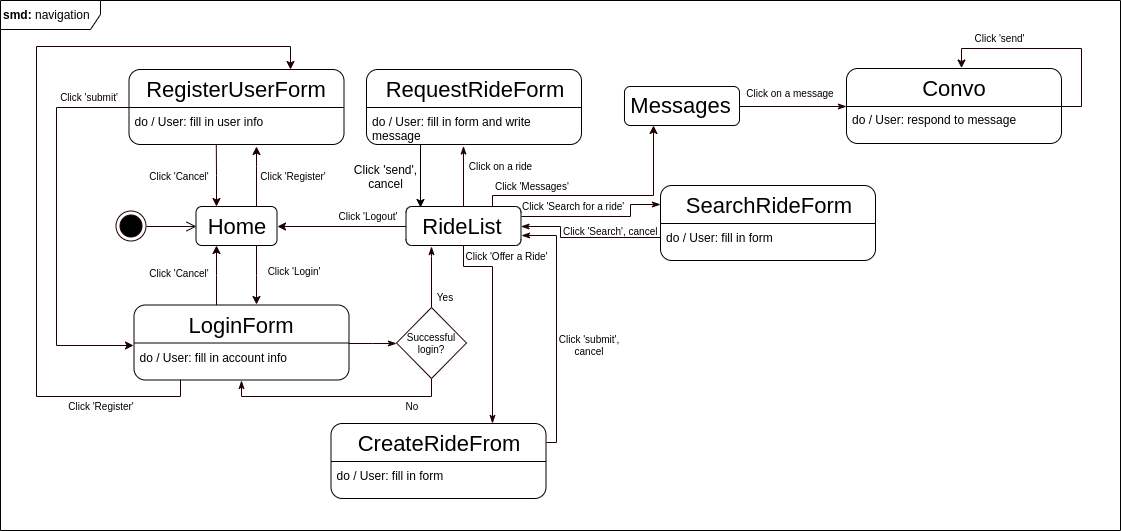 smd: navigation
Click 'send'
RegisterUserForm
do / User: fill in user info
RequestRideForm
do / User: fill in form and write
message
Messages
Click on a message
Convo
do / User: respond to message
Click 'submit'
Click 'Cancel'
Click 'Register'
Click 'send',
cancel
Click on a ride
Click 'Messages'
Click 'Search for a ride'
SearchRideForm
do / User: fill in form
Home
Click 'Logout'
RideList
Click 'Search', cancel
Click 'Offer a Ride'
Click 'Cancel'
Click 'Login'
Yes
LoginForm
do / User: fill in account info
Successful
login?
Click 'submit',
cancel
Click 'Register'
No
CreateRideFrom
do / User: fill in form